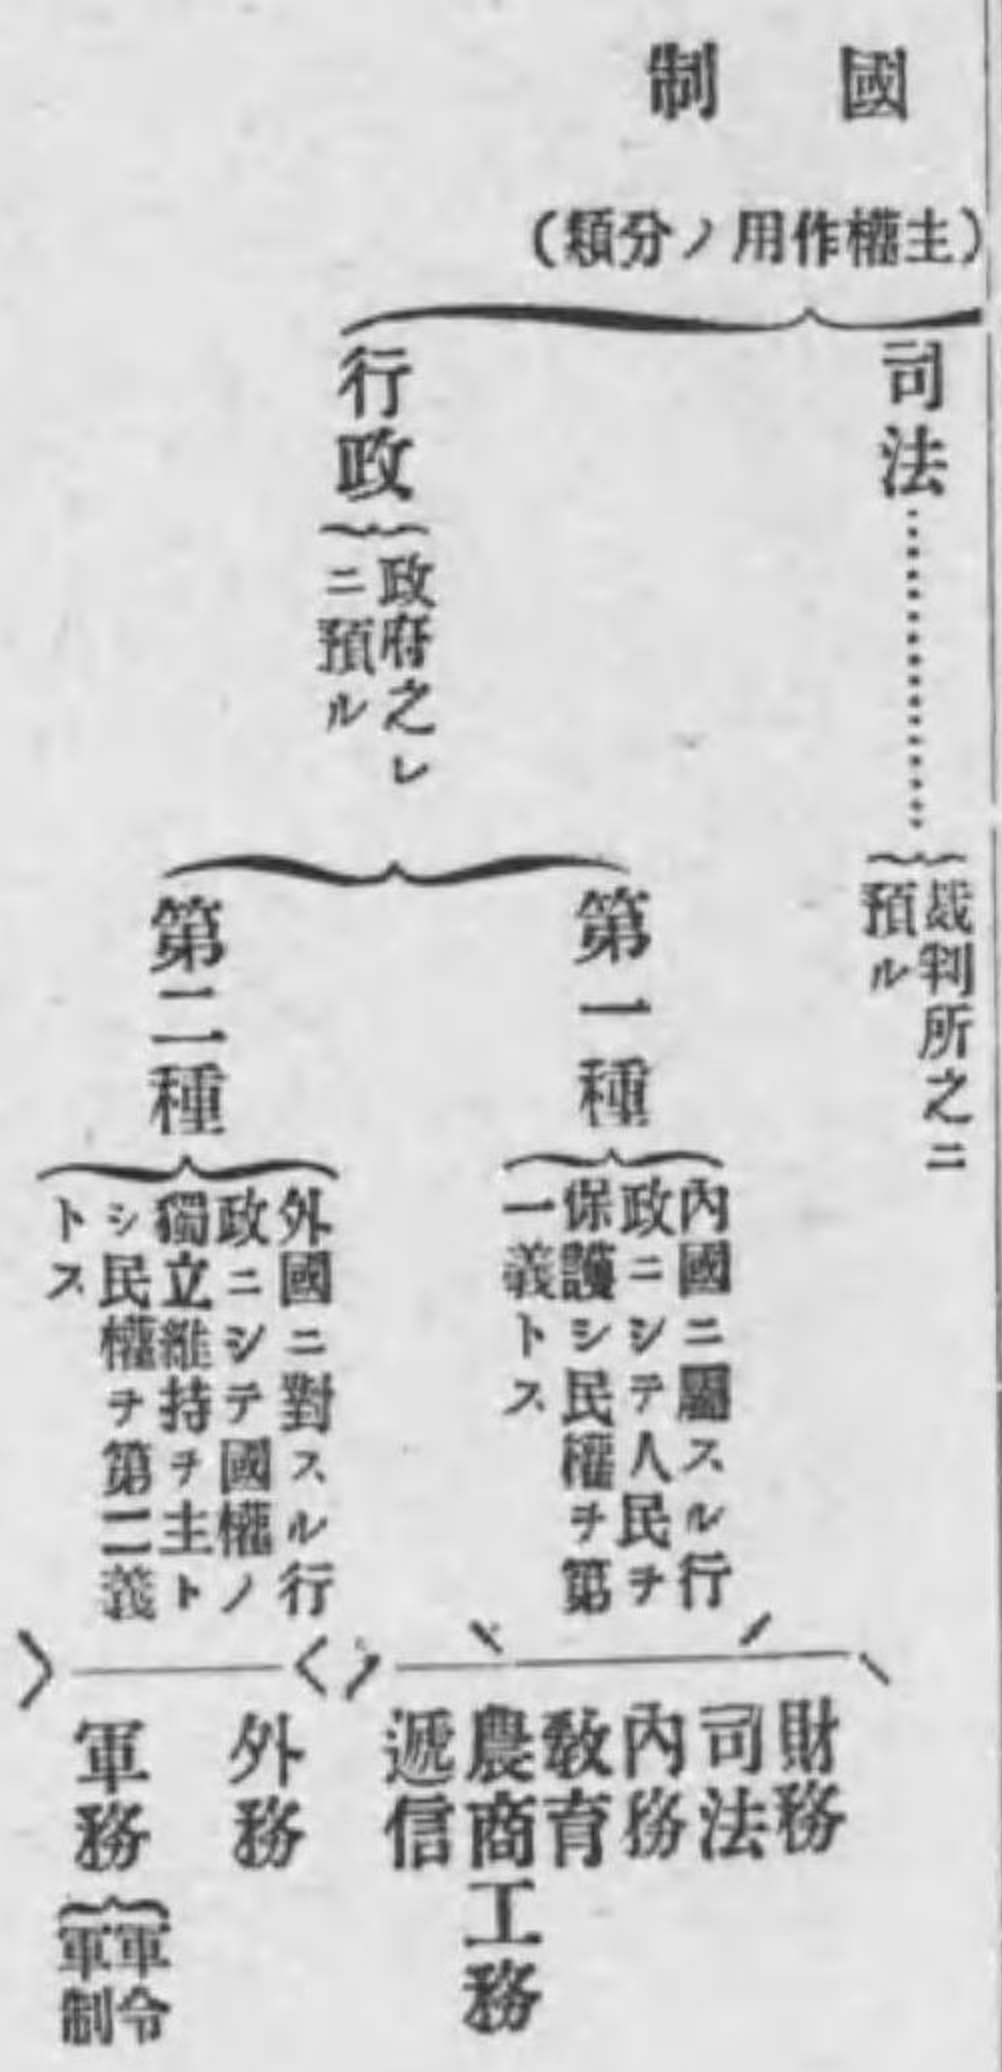 國制
(主權作用ノ分類)
司法
裁判所之ニ
預ル
行政
政府之レ
ニ預ル
第一種
內國ニ關スル行
政ニシテ人民ヲ
保護シ民權ヲ第
一義トス
財務
司法
內務
敎育
農商工務
遞信
第二種
外國ニ對スル行
政ニシテ國權ノ
獨立維持ヲ主ト
シ民權ヲ第二義
トス
外務
軍務
軍令
軍制